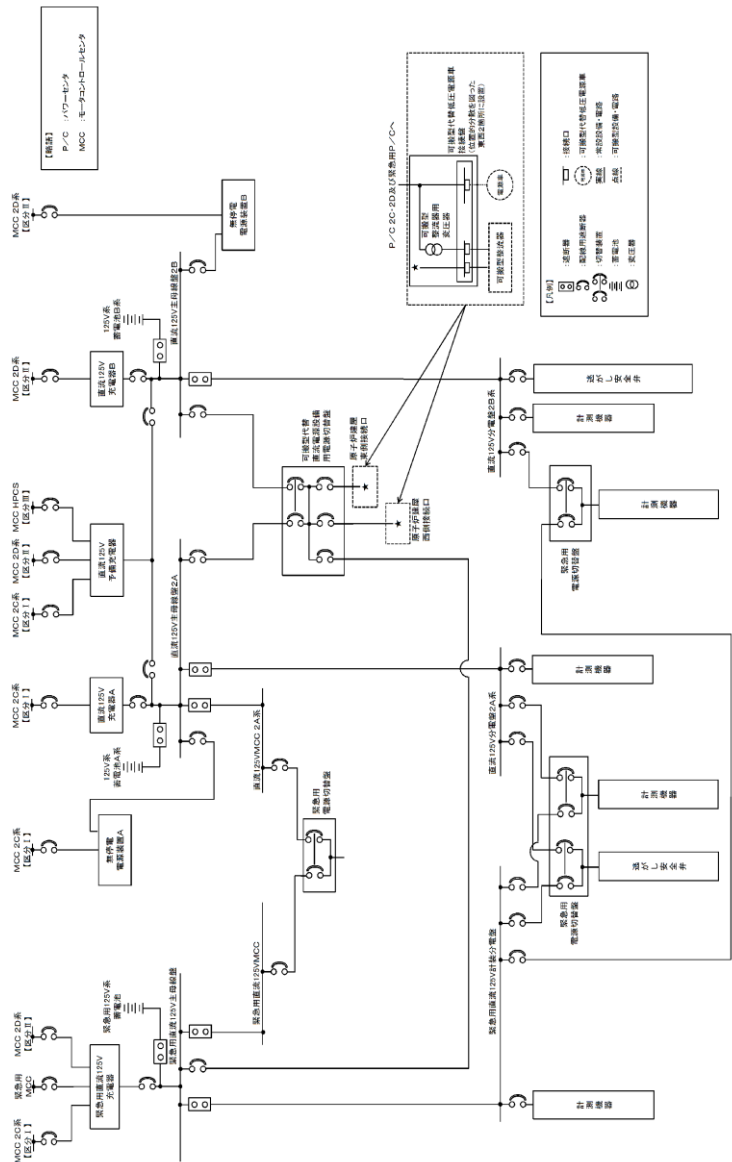 MCC 2C系
【区分Ⅰ】
緊急用
MCC
MCC 2D系
【区分Ⅱ】
緊急用直流125V
充電器
緊急用125V系
蓄電池
緊急用直流125V主母線盤
MCC 2C系
【区分Ⅰ】
無停電
電源装置A
125V系
蓄電池A系
MCC 2C系
【区分Ⅰ】
直流125V
充電器A
直流125V主母線盤2A
MCC 2C系
【区分Ⅰ】
MCC 2D系
【区分Ⅱ】
MCC HPCS
【区分Ⅲ】
直流125V
予備充電器
MCC 2D系
【区分Ⅱ】
直流125V
充電器B
125V系
蓄電池B系
直流125V主母線盤2B
MCC 2D系
【区分Ⅱ】
無停電
電源装置B
【略語】
P/C :パワーセンタ
MCC :モータコントロールセンタ
緊急用直流125VMCC
直流125VMCC 2A系
緊急用
電源切替盤
可搬型代替
直流電源設備
用電源切替盤
原子炉建屋
西側接続口
★
原子炉建屋
東側接続口
★
P/C 2C・2D及び緊急用P/Cへ
★
可搬型
整流器用
変圧器
可搬型代替低圧電源車
接続盤
(位置的分散を図った
東西2箇所に設置)
可搬型整流器
電源車
緊急用直流125V計装分電盤
計測機器
緊急用
電源切替盤
逃がし安全弁
計測機器
直流125V分電盤2A系
計測機器
緊急用
電源切替盤
計測機器
直流125V分電盤2B系
計測機器
逃がし安全弁
【凡例】
:遮断器
:配線用遮断器
:切替装置
:蓄電池
:変圧器
:接続口
電源車
:可搬型代替低圧電源車
実線
:常設設備・電路
点線
:可搬型設備・電路